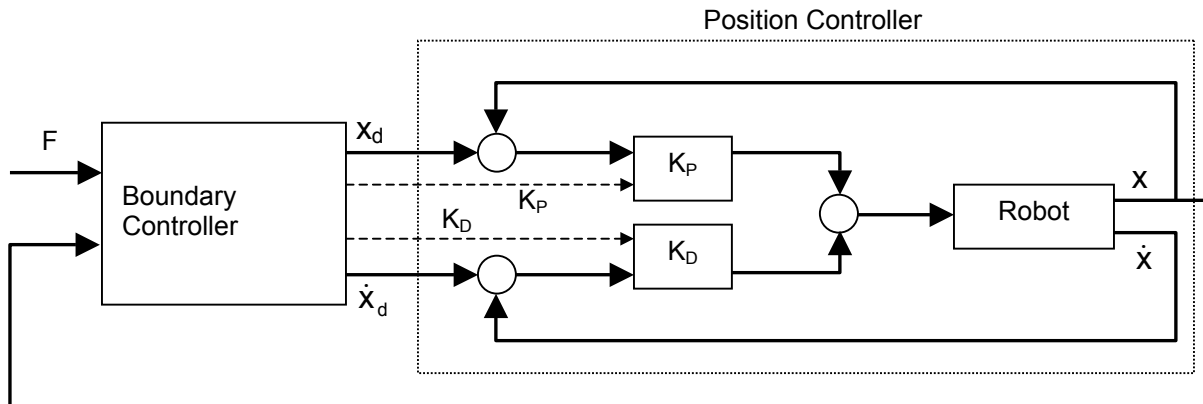 Position Controller
F
x_d
Boundary
Controller
K_P
K_P
K_D
K_D
ẋ_d
Robot
x
ẋ